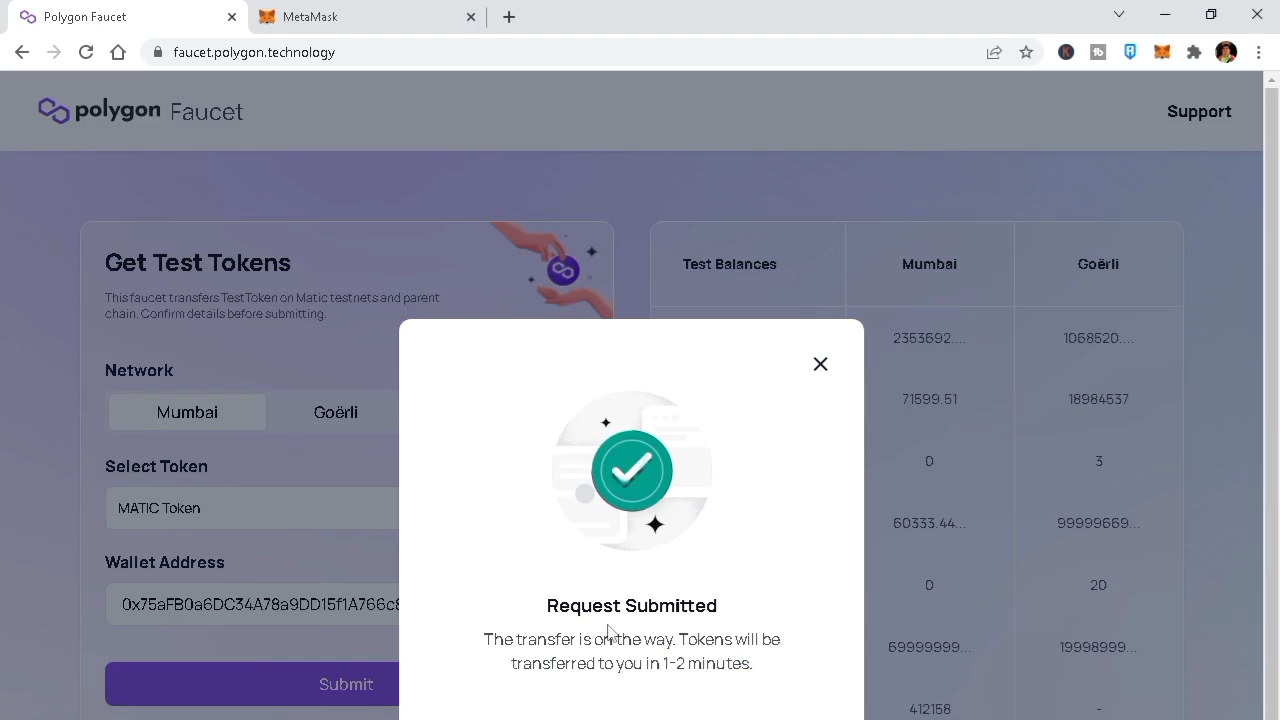 Polygon Faucet
MetaMask
faucet.polygon.technology
polygon Faucet
Support
Get Test Tokens
This faucet transfers TestToken on Matic testnets and parent
chain. Confirm details before submitting.
Network
Mumbai
Goërli
Select Token
MATIC Token
Wallet Address
0x75aFB0a6DC34A78a9DD15f1A766c8
Submit
Test Balances
Mumbai
Goërli
2353692....
1068520....
71599.51
18984537
0
3
60333.44...
99999669...
0
20
69999999...
19998999...
412158
-
Request Submitted
The transfer is on the way. Tokens will be
transferred to you in 1-2 minutes.